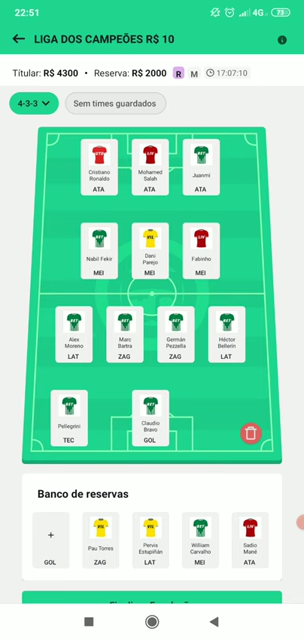 22:51
4G
73
LIGA DOS CAMPEÕES R$ 10
Titular: R$ 4300 • Reserva: R$ 2000 R M 17:07:10
4-3-3
Sem times guardados
Cristiano Ronaldo
ATA
Mohamed Salah
ATA
Juanmi
ATA
Nabil Fekir
MEI
Dani Parejo
MEI
Fabinho
MEI
Alex Moreno
LAT
Marc Bartra
ZAG
Germán Pezzella
ZAG
Héctor Bellerín
LAT
Pellegrini
TEC
Claudio Bravo
GOL
Banco de reservas
+
GOL
Pau Torres
ZAG
Pervis Estupiñán
LAT
William Carvalho
MEI
Sadio Mané
ATA